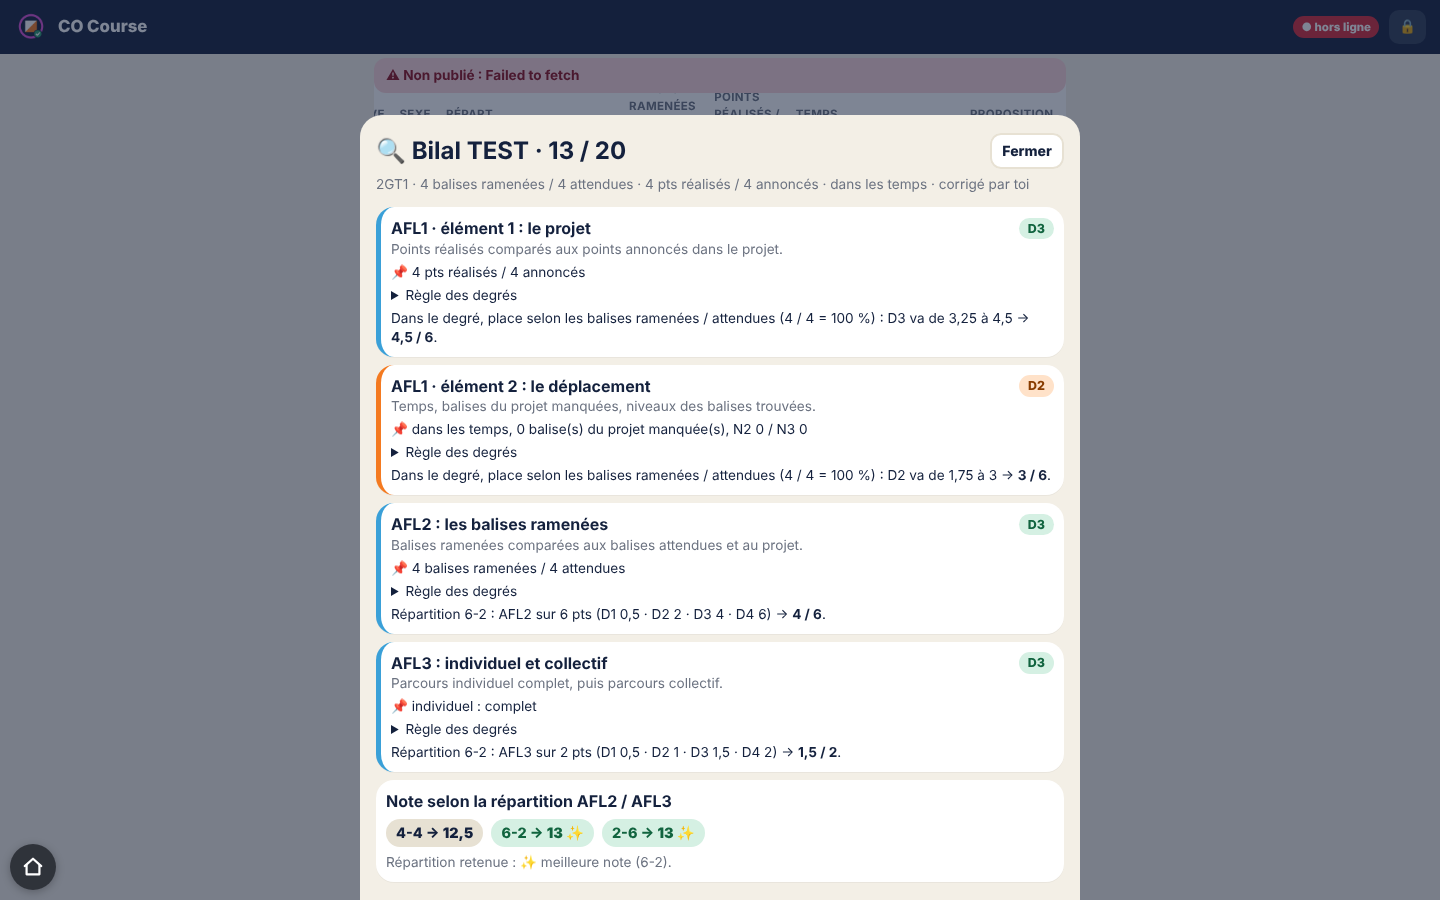 CO Course
hors ligne
⚠ Non publié : Failed to fetch
SEXE RÉPART RAMENÉES POINTS RÉALISÉS / TEMPS PROPOSITION
🔍 Bilal TEST · 13 / 20
Fermer
2GT1 · 4 balises ramenées / 4 attendues · 4 pts réalisés / 4 annoncés · dans les temps · corrigé par toi
AFL1 · élément 1 : le projet
D3
Points réalisés comparés aux points annoncés dans le projet.
📌 4 pts réalisés / 4 annoncés
▶ Règle des degrés
Dans le degré, place selon les balises ramenées / attendues (4 / 4 = 100 %) : D3 va de 3,25 à 4,5 →
4,5 / 6.
AFL1 · élément 2 : le déplacement
D2
Temps, balises du projet manquées, niveaux des balises trouvées.
📌 dans les temps, 0 balise(s) du projet manquée(s), N2 0 / N3 0
▶ Règle des degrés
Dans le degré, place selon les balises ramenées / attendues (4 / 4 = 100 %) : D2 va de 1,75 à 3 → 3 / 6.
AFL2 : les balises ramenées
D3
Balises ramenées comparées aux balises attendues et au projet.
📌 4 balises ramenées / 4 attendues
▶ Règle des degrés
Répartition 6-2 : AFL2 sur 6 pts (D1 0,5 · D2 2 · D3 4 · D4 6) → 4 / 6.
AFL3 : individuel et collectif
D3
Parcours individuel complet, puis parcours collectif.
📌 individuel : complet
▶ Règle des degrés
Répartition 6-2 : AFL3 sur 2 pts (D1 0,5 · D2 1 · D3 1,5 · D4 2) → 1,5 / 2.
Note selon la répartition AFL2 / AFL3
4-4 → 12,5 6-2 → 13 ✨ 2-6 → 13 ✨
Répartition retenue : ✨ meilleure note (6-2).